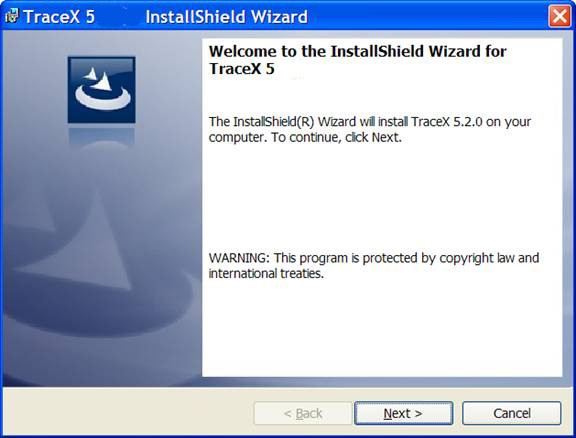 TraceX 5 InstallShield Wizard
Welcome to the InstallShield Wizard for
TraceX 5
The InstallShield(R) Wizard will install TraceX 5.2.0 on your
computer. To continue, click Next.
WARNING: This program is protected by copyright law and
international treaties.
< Back Next > Cancel